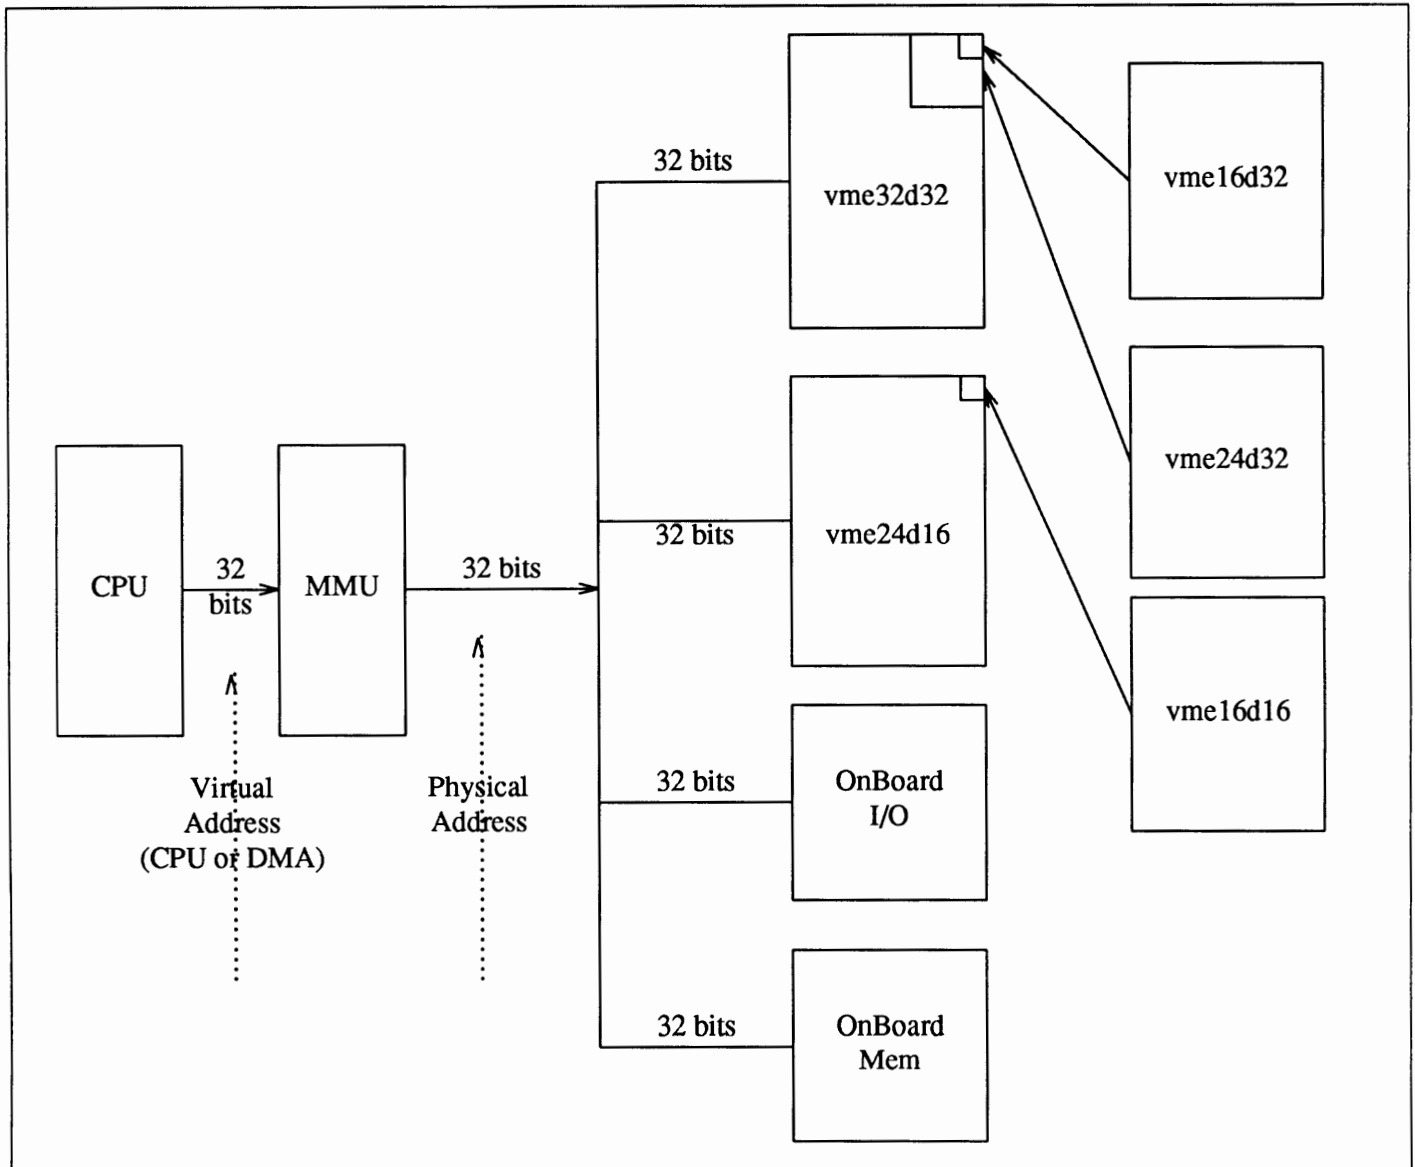 32 bits
vme32d32
vme16d32
vme24d32
32 bits
vme24d16
CPU
32
bits
MMU
32 bits
vme16d16
Virtual
Address
(CPU or DMA)
Physical
Address
32 bits
OnBoard
I/O
32 bits
OnBoard
Mem